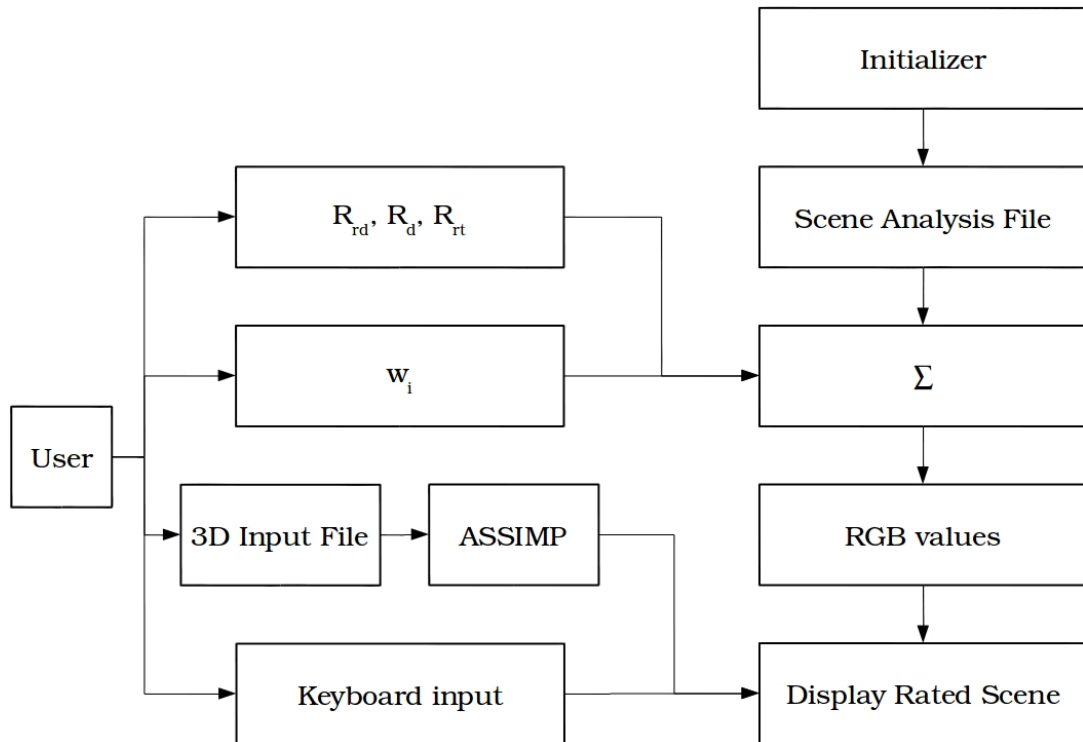 Initializer
R_rd, R_d, R_rt
Scene Analysis File
w_i
Σ
User
3D Input File
ASSIMP
RGB values
Keyboard input
Display Rated Scene